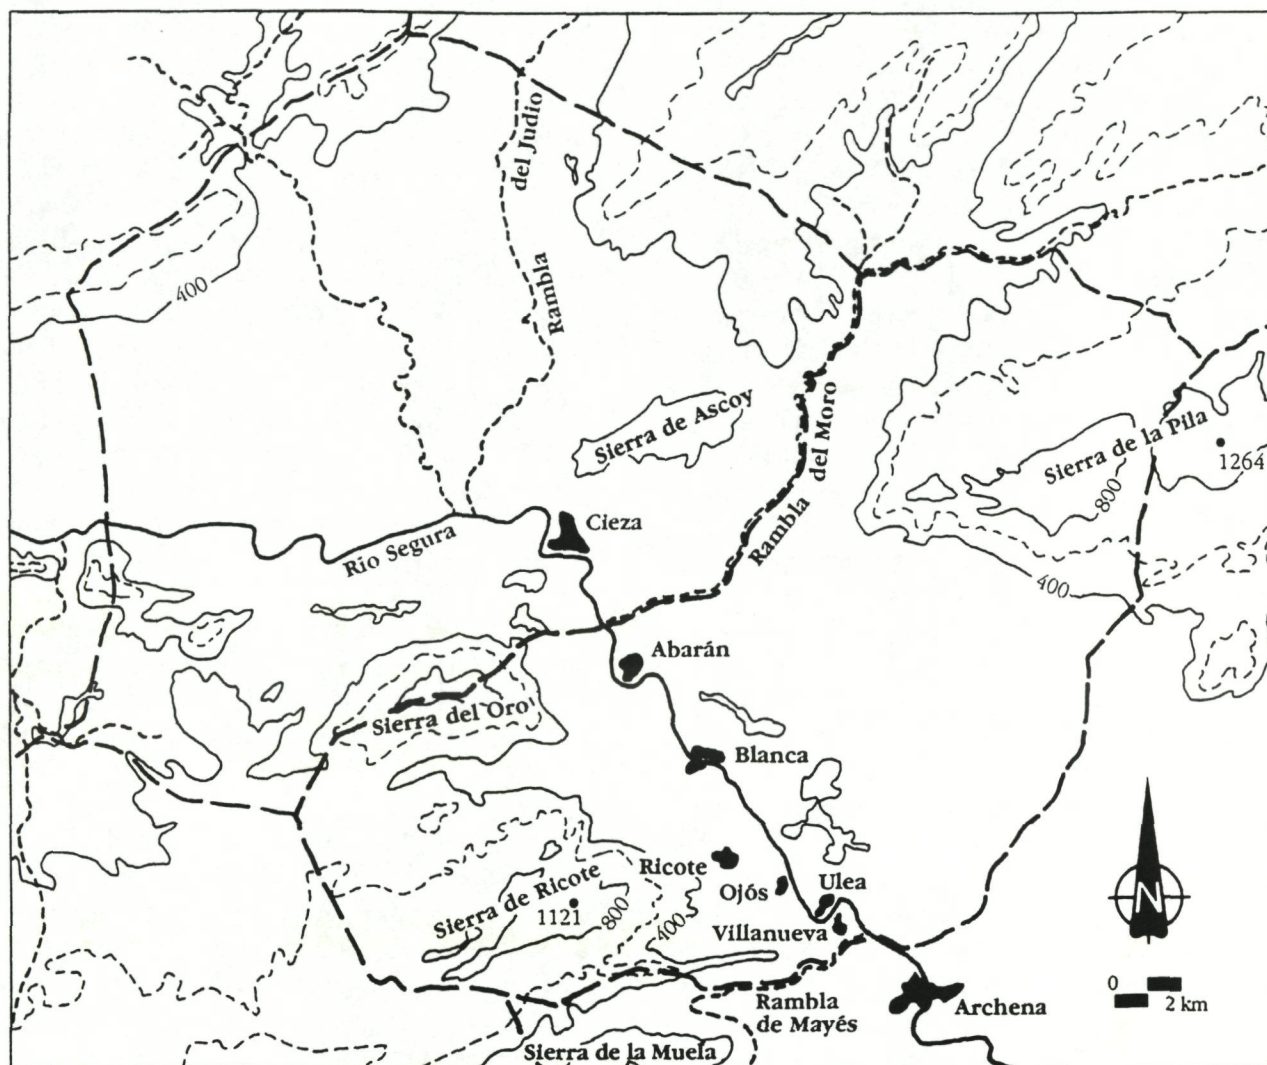 Rambla del Judio
400
Sierra de Ascoy
Rambla del Moro
Sierra de la Pila
1264
800
400
Cieza
Río Segura
Abarán
Sierra del Oro
Blanca
Ricote
Sierra de Ricote
1121
800
400
Ojós
Ulea
Villanueva
N
0
2 km
Rambla
de Mayés
Archena
Sierra de la Muela